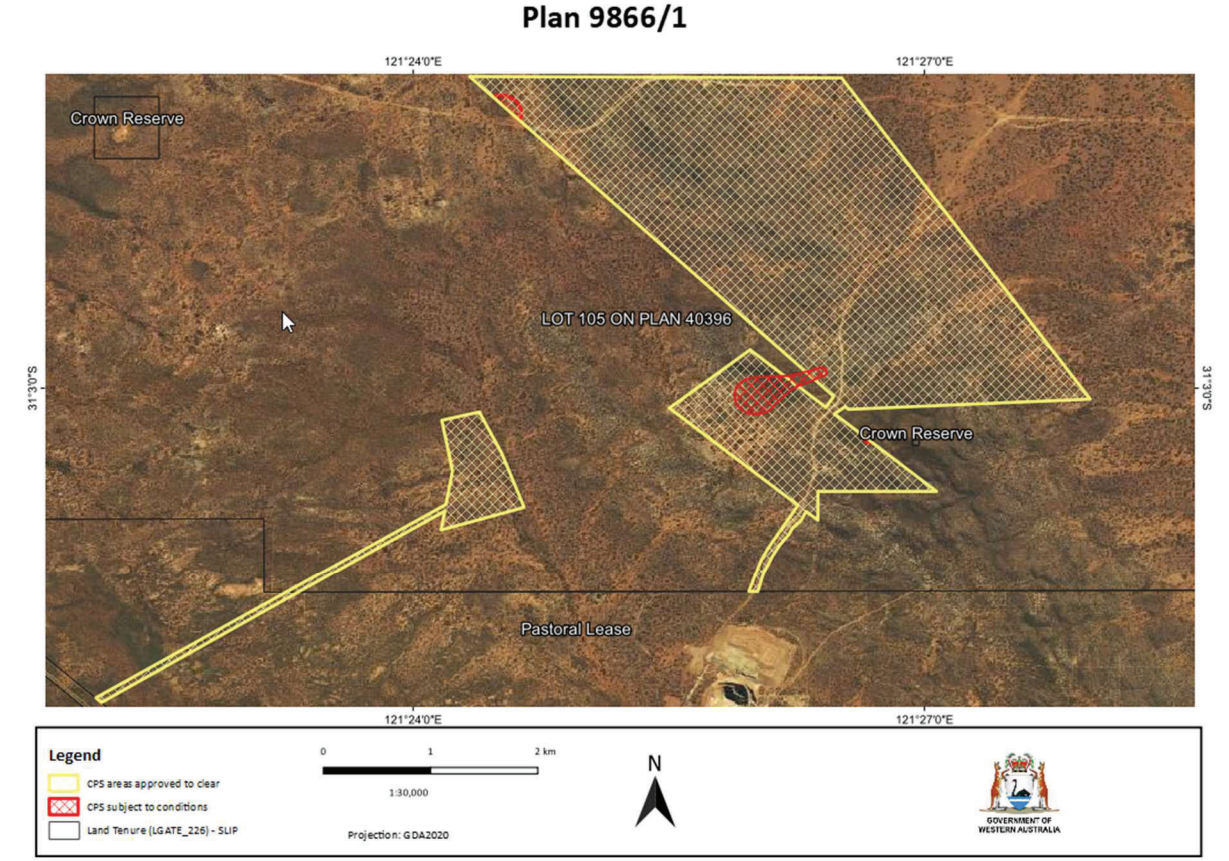 Plan 9866/1
121°24'0"E
121°27'0"E
Crown Reserve
LOT 105 ON PLAN 40396
31°3'0"S
31°3'0"S
Crown Reserve
Pastoral Lease
121°24'0"E
121°27'0"E
Legend
CPS areas approved to clear
CPS subject to conditions
Land Tenure (LGATE_226) - SLIP
0
1
2 km
1:30,000
Projection: GDA2020
N
GOVERNMENT OF
WESTERN AUSTRALIA